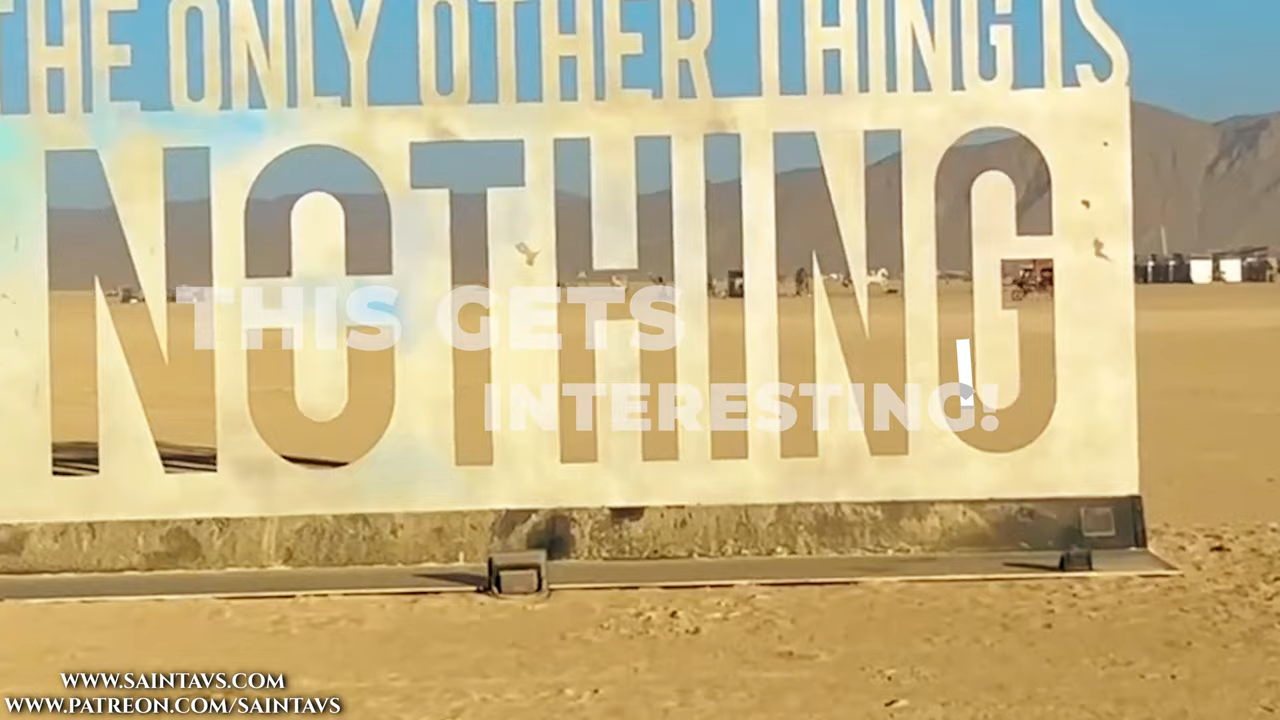 THE ONLY OTHER THING IS
NOTHING
THIS GETS
INTERESTING!
!
WWW.SAINTAVS.COM
WWW.PATREON.COM/SAINTAVS